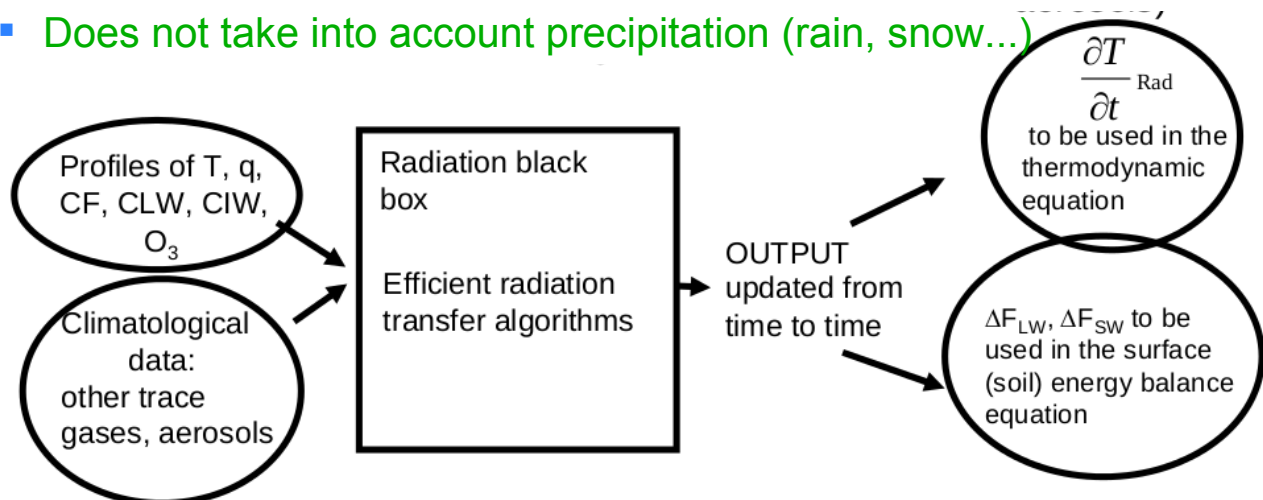 Does not take into account precipitation (rain, snow...)
Profiles of T, q,
CF, CLW, CIW,
O₃
Climatological
data:
other trace
gases, aerosols
Radiation black
box
Efficient radiation
transfer algorithms
OUTPUT
updated from
time to time
∂T
∂t Rad
to be used in the
thermodynamic
equation
ΔF_LW, ΔF_SW to be
used in the surface
(soil) energy balance
equation